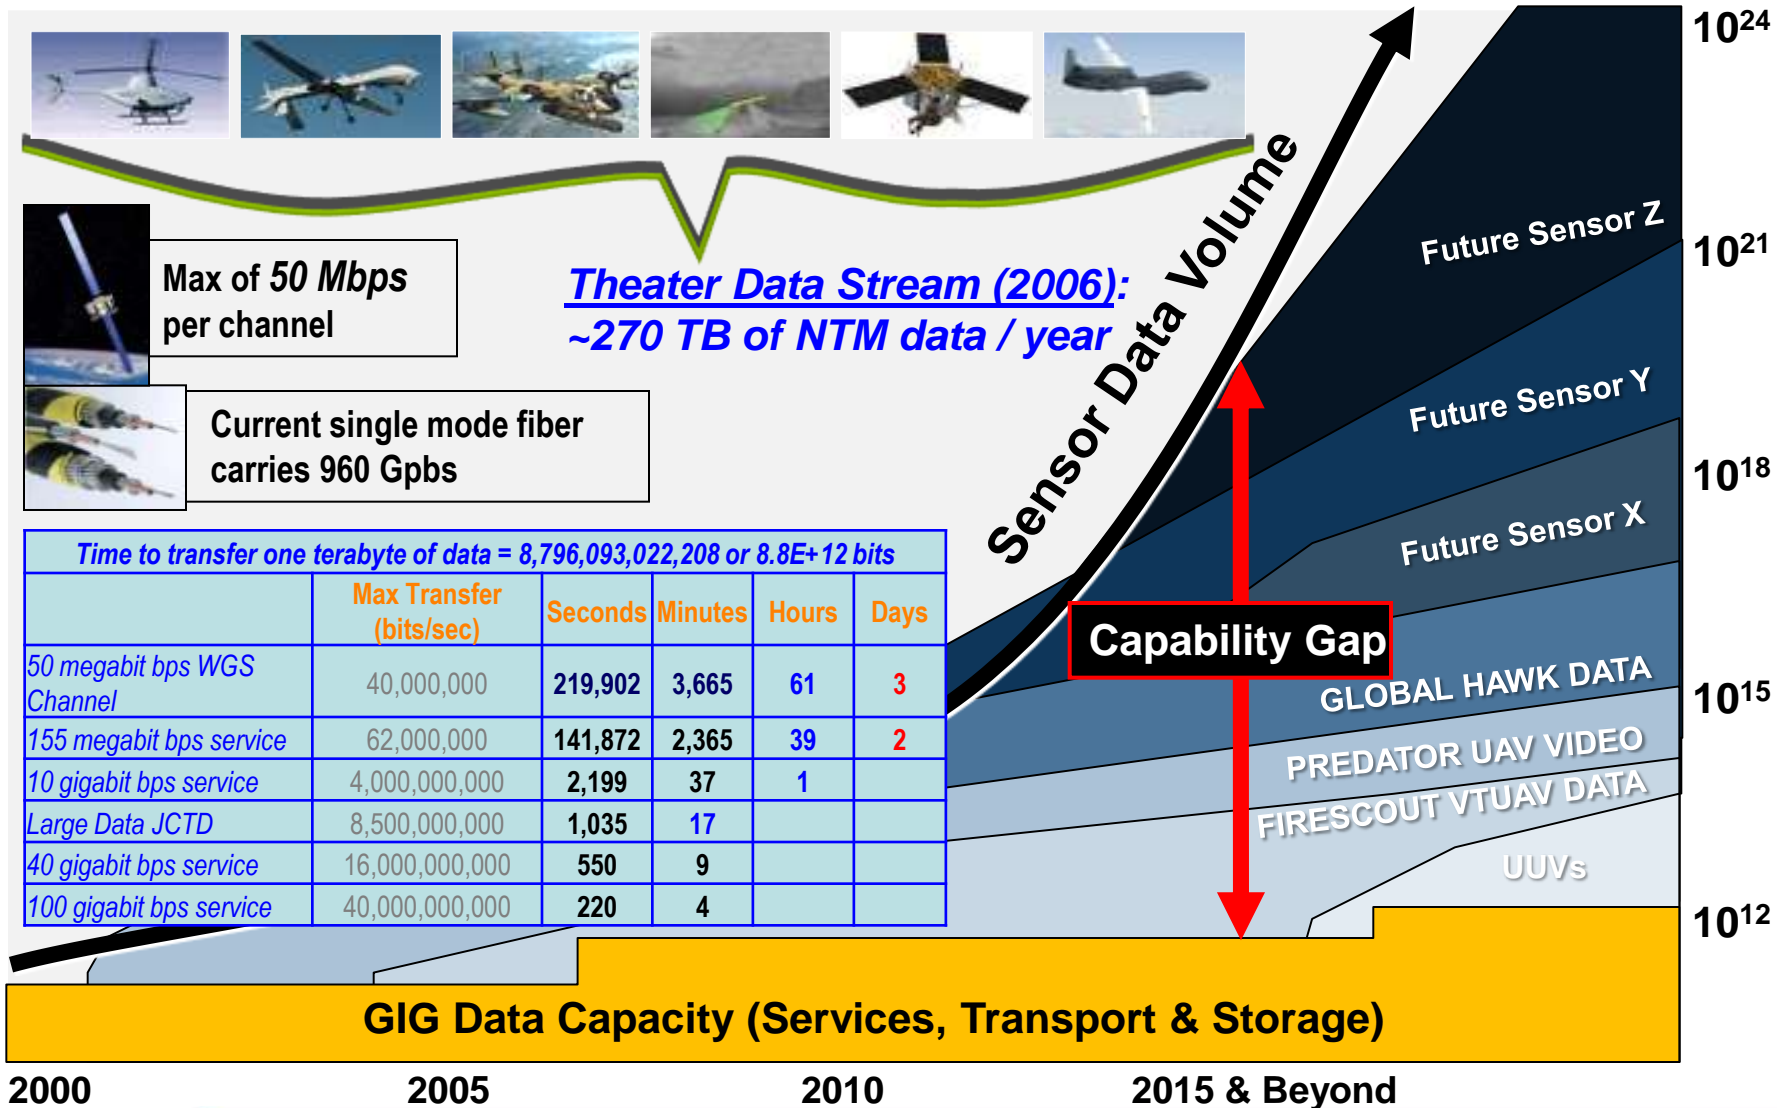 10^24
Max of 50 Mbps
per channel
Theater Data Stream (2006):
~270 TB of NTM data / year
Sensor Data Volume
Future Sensor Z
10^21
Current single mode fiber
carries 960 Gpbs
Future Sensor Y
10^18
Future Sensor X
Time to transfer one terabyte of data = 8,796,093,022,208 or 8.8E+12 bits
Max Transfer (bits/sec) Seconds Minutes Hours Days
50 megabit bps WGS Channel 40,000,000 219,902 3,665 61 3
155 megabit bps service 62,000,000 141,872 2,365 39 2
10 gigabit bps service 4,000,000,000 2,199 37 1
Large Data JCTD 8,500,000,000 1,035 17
40 gigabit bps service 16,000,000,000 550 9
100 gigabit bps service 40,000,000,000 220 4
Capability Gap
GLOBAL HAWK DATA
10^15
PREDATOR UAV VIDEO
FIRESCOUT VTUAV DATA
UUVs
10^12
GIG Data Capacity (Services, Transport & Storage)
2000 2005 2010 2015 & Beyond